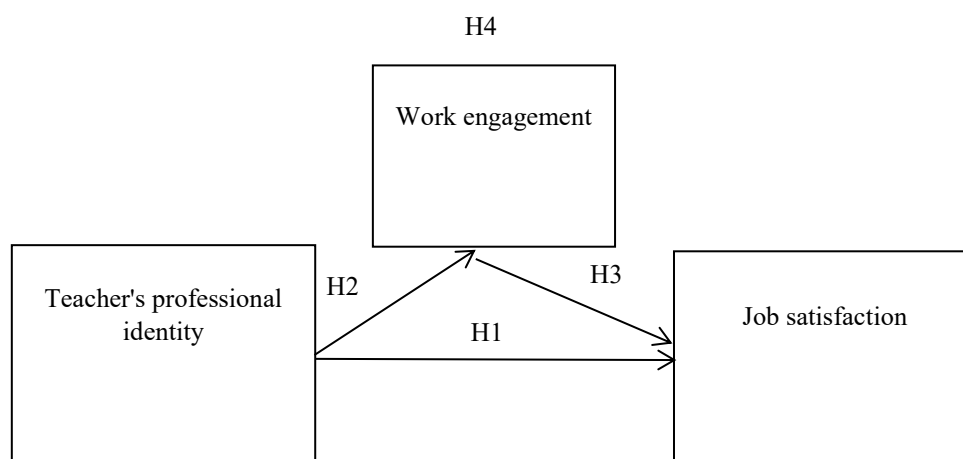 H4
Work engagement
H2
H3
Teacher's professional
identity
H1
Job satisfaction